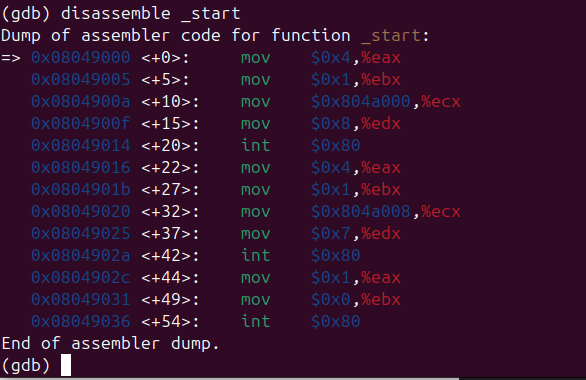 (gdb) disassemble _start
Dump of assembler code for function _start:
=> 0x08049000 <+0>:     mov    $0x4,%eax
   0x08049005 <+5>:     mov    $0x1,%ebx
   0x0804900a <+10>:    mov    $0x804a000,%ecx
   0x0804900f <+15>:    mov    $0x8,%edx
   0x08049014 <+20>:    int    $0x80
   0x08049016 <+22>:    mov    $0x4,%eax
   0x0804901b <+27>:    mov    $0x1,%ebx
   0x08049020 <+32>:    mov    $0x804a008,%ecx
   0x08049025 <+37>:    mov    $0x7,%edx
   0x0804902a <+42>:    int    $0x80
   0x0804902c <+44>:    mov    $0x1,%eax
   0x08049031 <+49>:    mov    $0x0,%ebx
   0x08049036 <+54>:    int    $0x80
End of assembler dump.
(gdb)